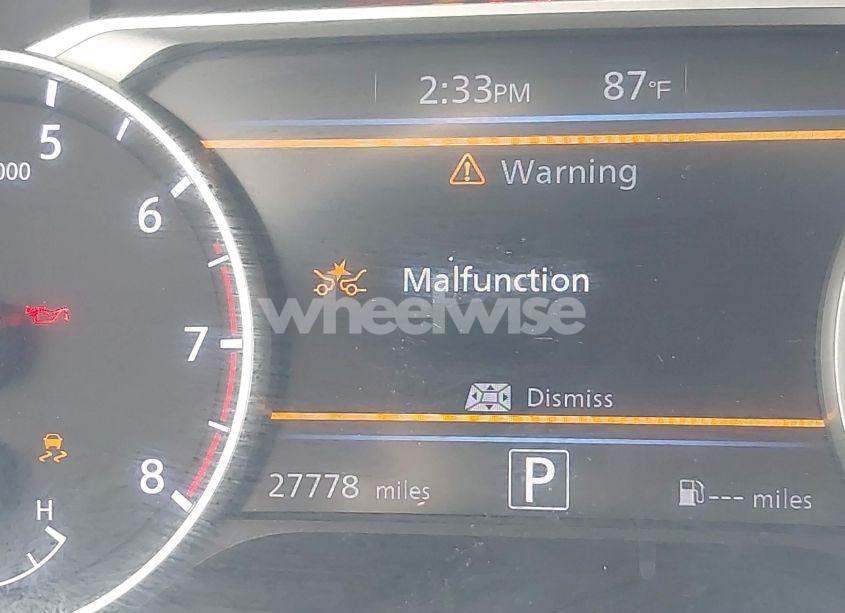 2:33PM 87°F
5
000
Warning
6
Malfunction
wheelwise
7
Dismiss
8
27778 miles P --- miles
H